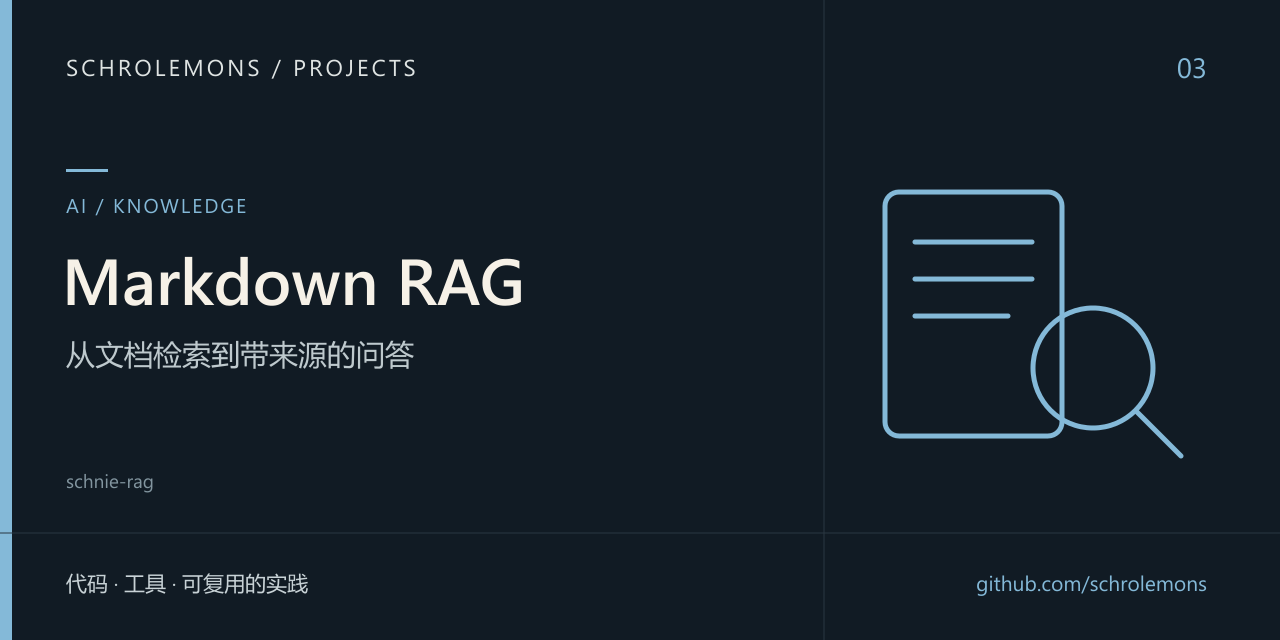 SCHROLEMONS / PROJECTS
03
AI / KNOWLEDGE
Markdown RAG
从文档检索到带来源的问答
schnie-rag
代码 · 工具 · 可复用的实践
github.com/schrolemons